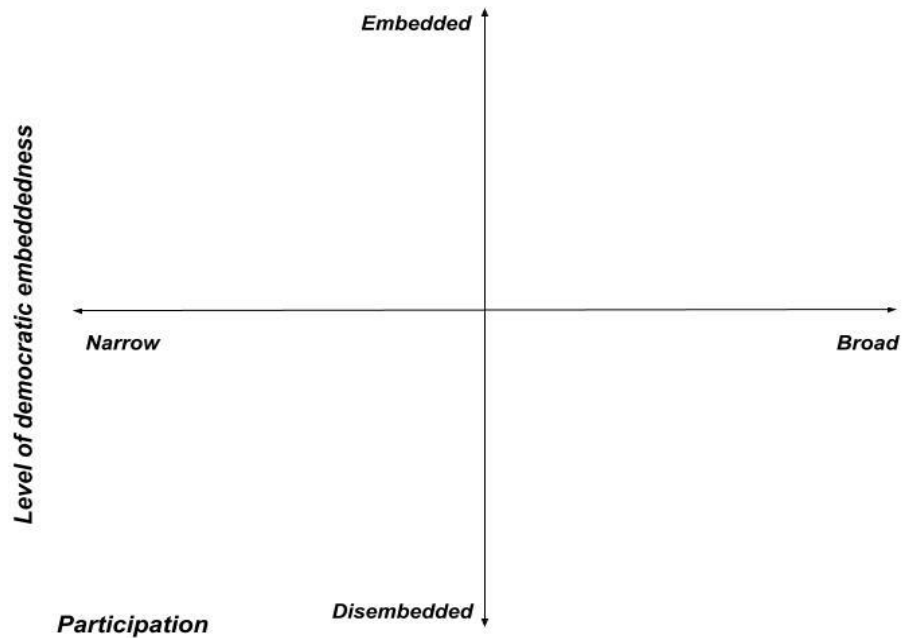 Embedded
Level of democratic embeddedness
Narrow
Broad
Disembedded
Participation